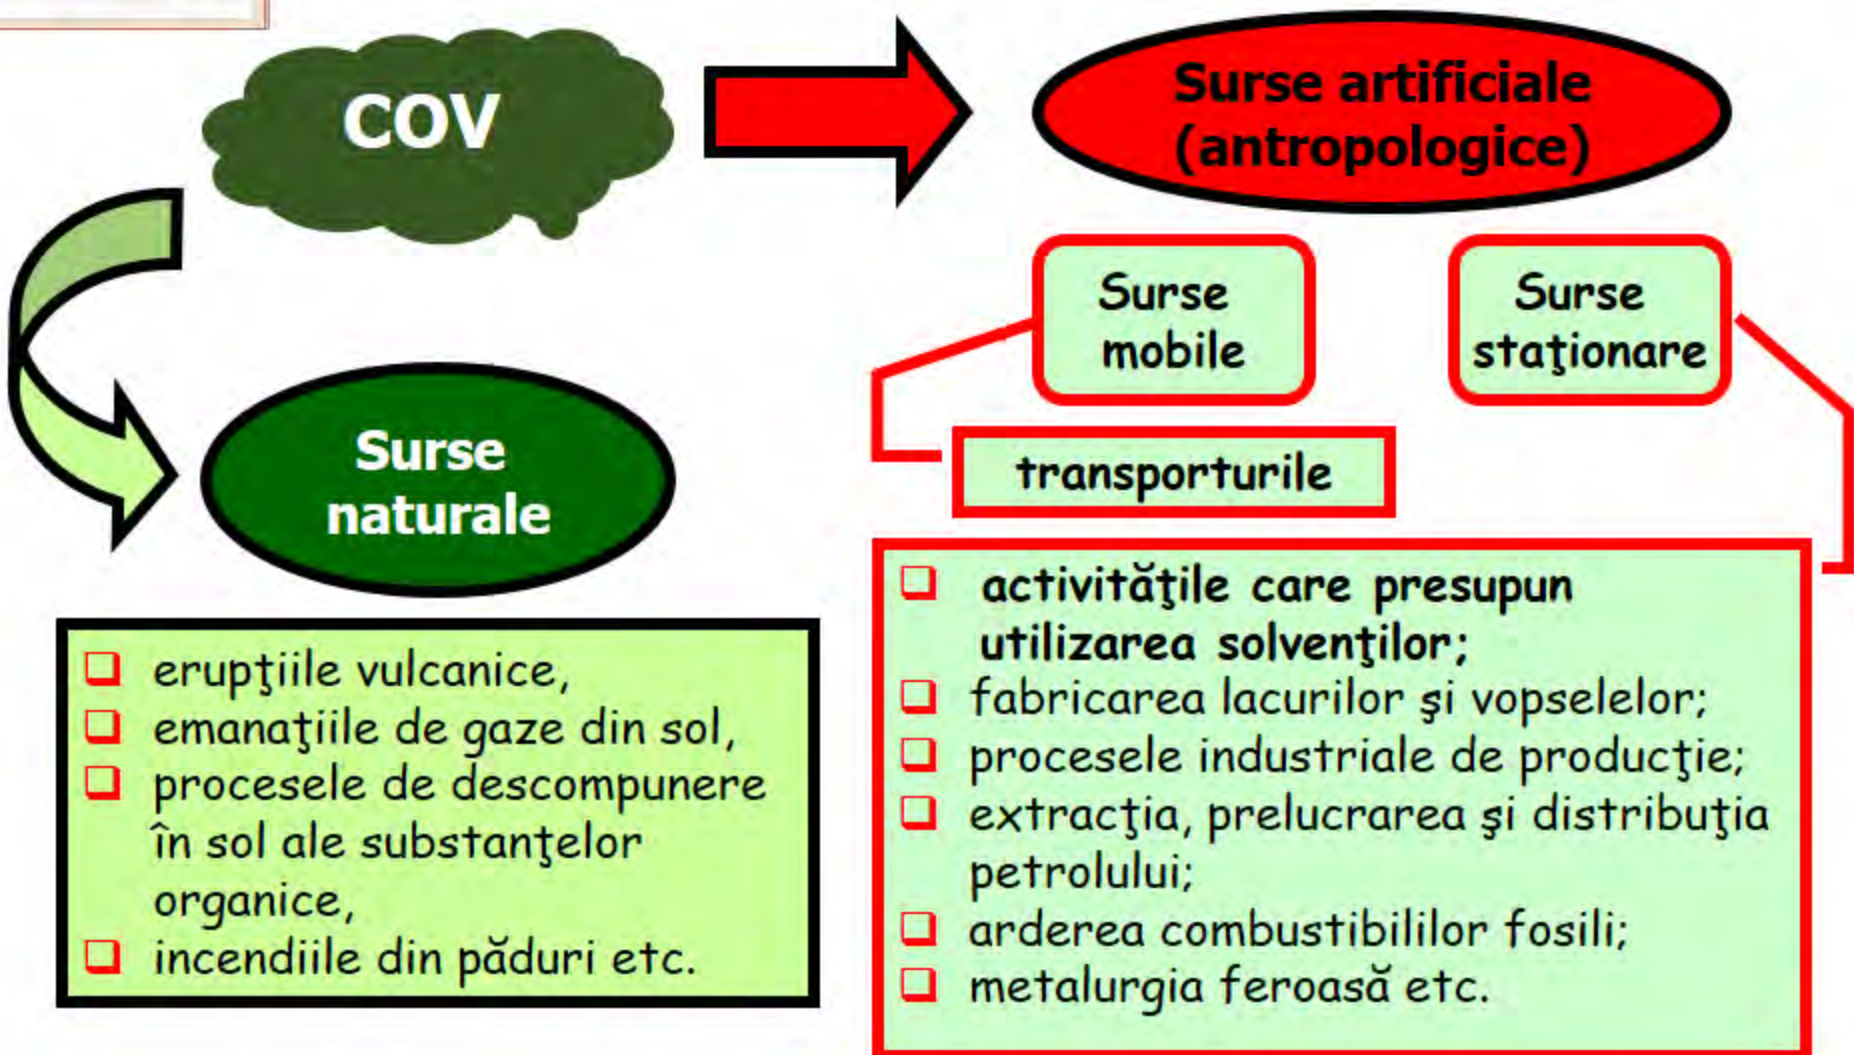 COV
Surse artificiale
(antropologice)
Surse
mobile
Surse
staţionare
transporturile
Surse
naturale
❑ erupţiile vulcanice,
❑ emanaţiile de gaze din sol,
❑ procesele de descompunere
în sol ale substanţelor
organice,
❑ incendiile din păduri etc.
❑ activităţile care presupun
utilizarea solvenţilor;
❑ fabricarea lacurilor şi vopselelor;
❑ procesele industriale de producţie;
❑ extracţia, prelucrarea şi distribuţia
petrolului;
❑ arderea combustibililor fosili;
❑ metalurgia feroasă etc.